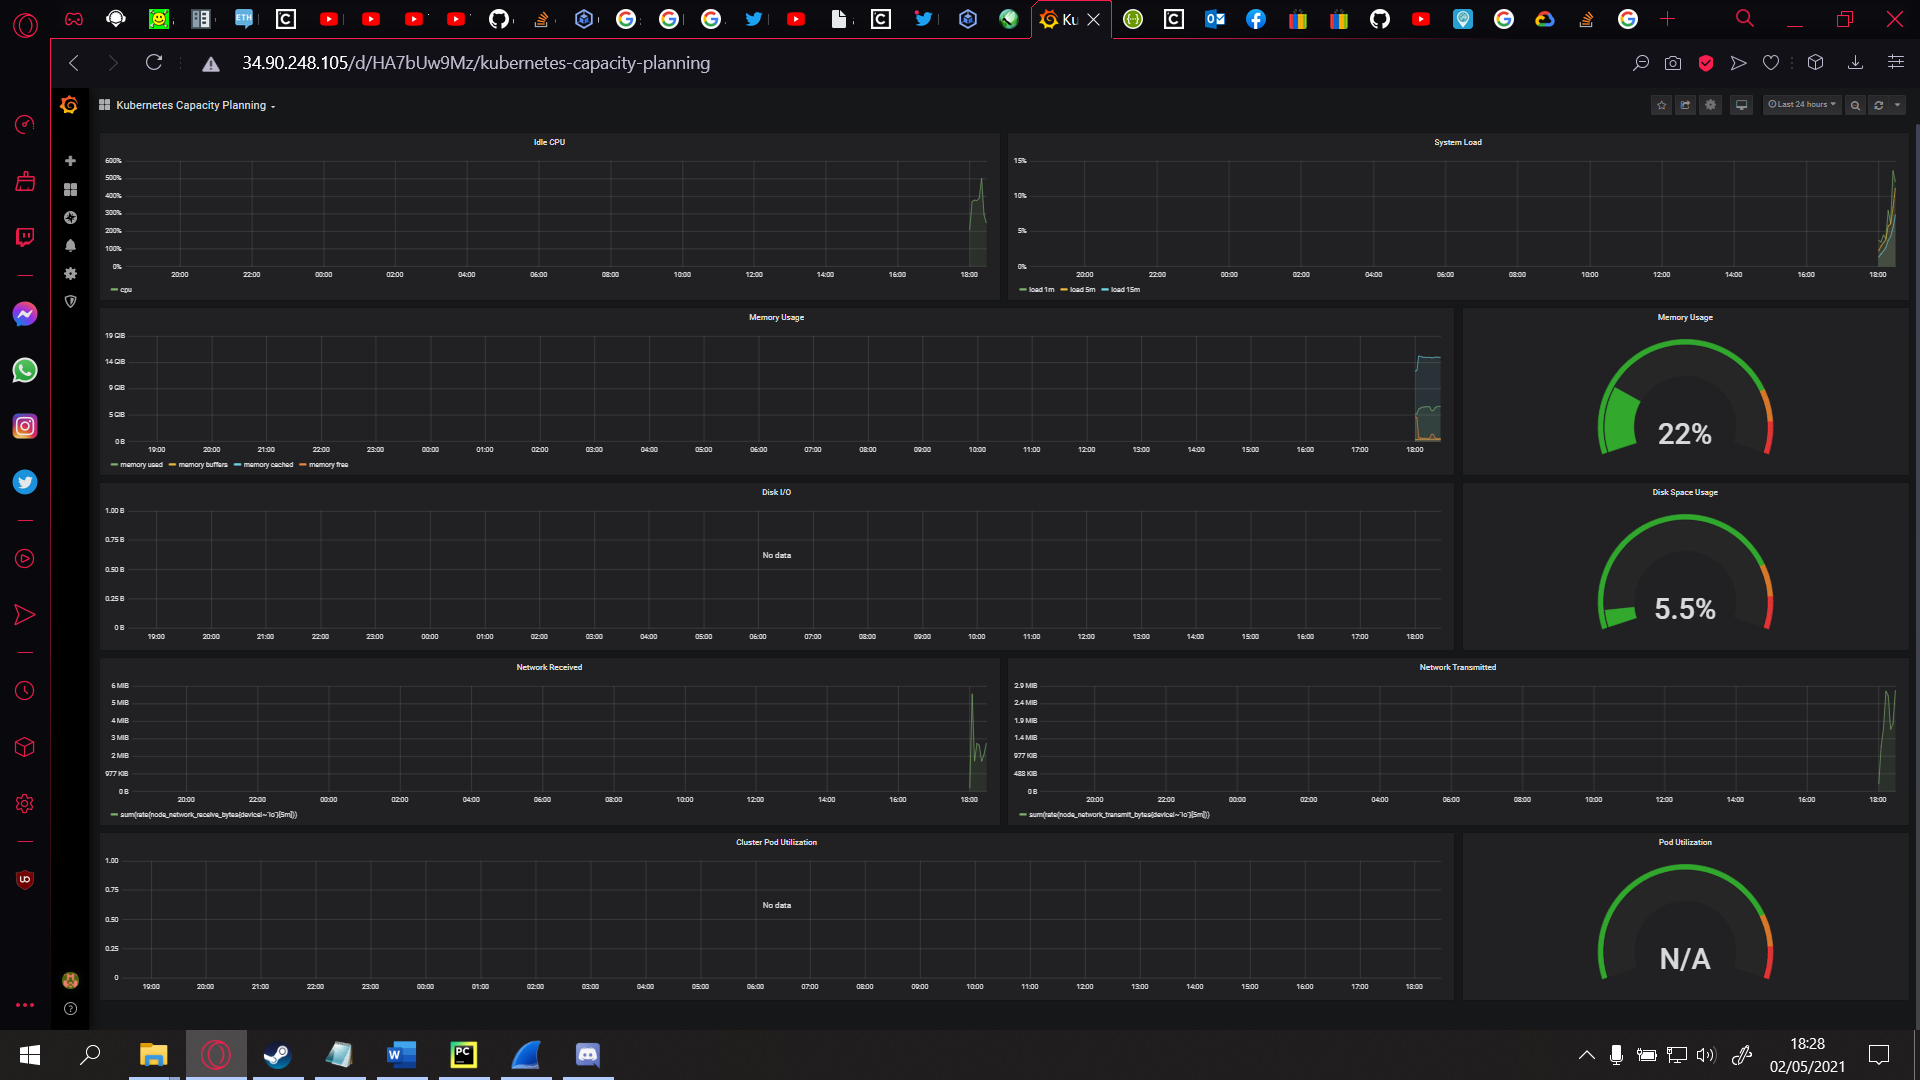 Ku
34.90.248.105/d/HA7bUw9Mz/kubernetes-capacity-planning
Kubernetes Capacity Planning
Last 24 hours
Idle CPU
600%
500%
400%
300%
200%
100%
0%
20:00 22:00 00:00 02:00 04:00 06:00 08:00 10:00 12:00 14:00 16:00 18:00
cpu
System Load
15%
10%
5%
0%
20:00 22:00 00:00 02:00 04:00 06:00 08:00 10:00 12:00 14:00 16:00 18:00
load 1m load 5m load 15m
Memory Usage
19 GiB
14 GiB
9 GiB
5 GiB
0 B
19:00 20:00 21:00 22:00 23:00 00:00 01:00 02:00 03:00 04:00 05:00 06:00 07:00 08:00 09:00 10:00 11:00 12:00 13:00 14:00 15:00 16:00 17:00 18:00
memory used memory buffers memory cached memory free
Memory Usage
22%
Disk I/O
1.00 B
0.75 B
0.50 B
0.25 B
0 B
No data
19:00 20:00 21:00 22:00 23:00 00:00 01:00 02:00 03:00 04:00 05:00 06:00 07:00 08:00 09:00 10:00 11:00 12:00 13:00 14:00 15:00 16:00 17:00 18:00
Disk Space Usage
5.5%
Network Received
6 MiB
5 MiB
4 MiB
3 MiB
2 MiB
977 KiB
0 B
20:00 22:00 00:00 02:00 04:00 06:00 08:00 10:00 12:00 14:00 16:00 18:00
sum(rate(node_network_receive_bytes{device!~"lo"}[5m]))
Network Transmitted
2.9 MiB
2.4 MiB
1.9 MiB
1.4 MiB
977 KiB
488 KiB
0 B
20:00 22:00 00:00 02:00 04:00 06:00 08:00 10:00 12:00 14:00 16:00 18:00
sum(rate(node_network_transmit_bytes{device!~"lo"}[5m]))
Cluster Pod Utilization
1.00
0.75
0.50
0.25
0
No data
19:00 20:00 21:00 22:00 23:00 00:00 01:00 02:00 03:00 04:00 05:00 06:00 07:00 08:00 09:00 10:00 11:00 12:00 13:00 14:00 15:00 16:00 17:00 18:00
Pod Utilization
N/A
18:28
02/05/2021